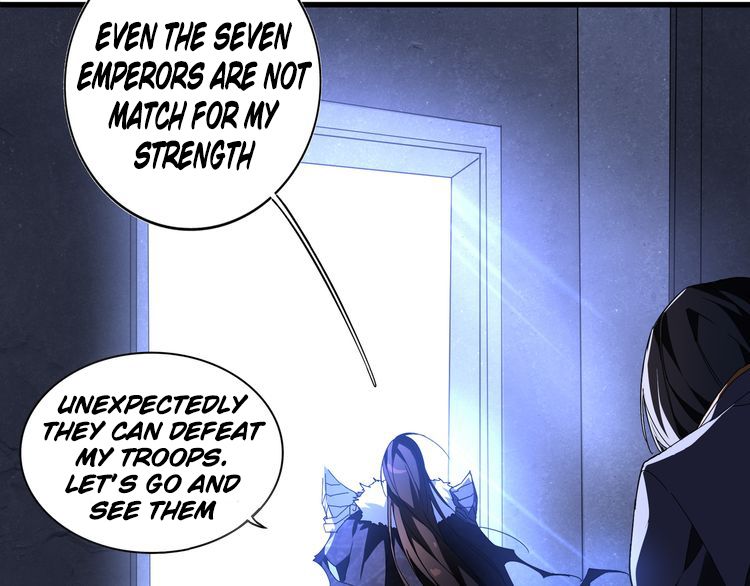 EVEN THE SEVEN
EMPERORS ARE NOT
MATCH FOR MY
STRENGTH
UNEXPECTEDLY
THEY CAN DEFEAT
MY TROOPS.
LET'S GO AND
SEE THEM